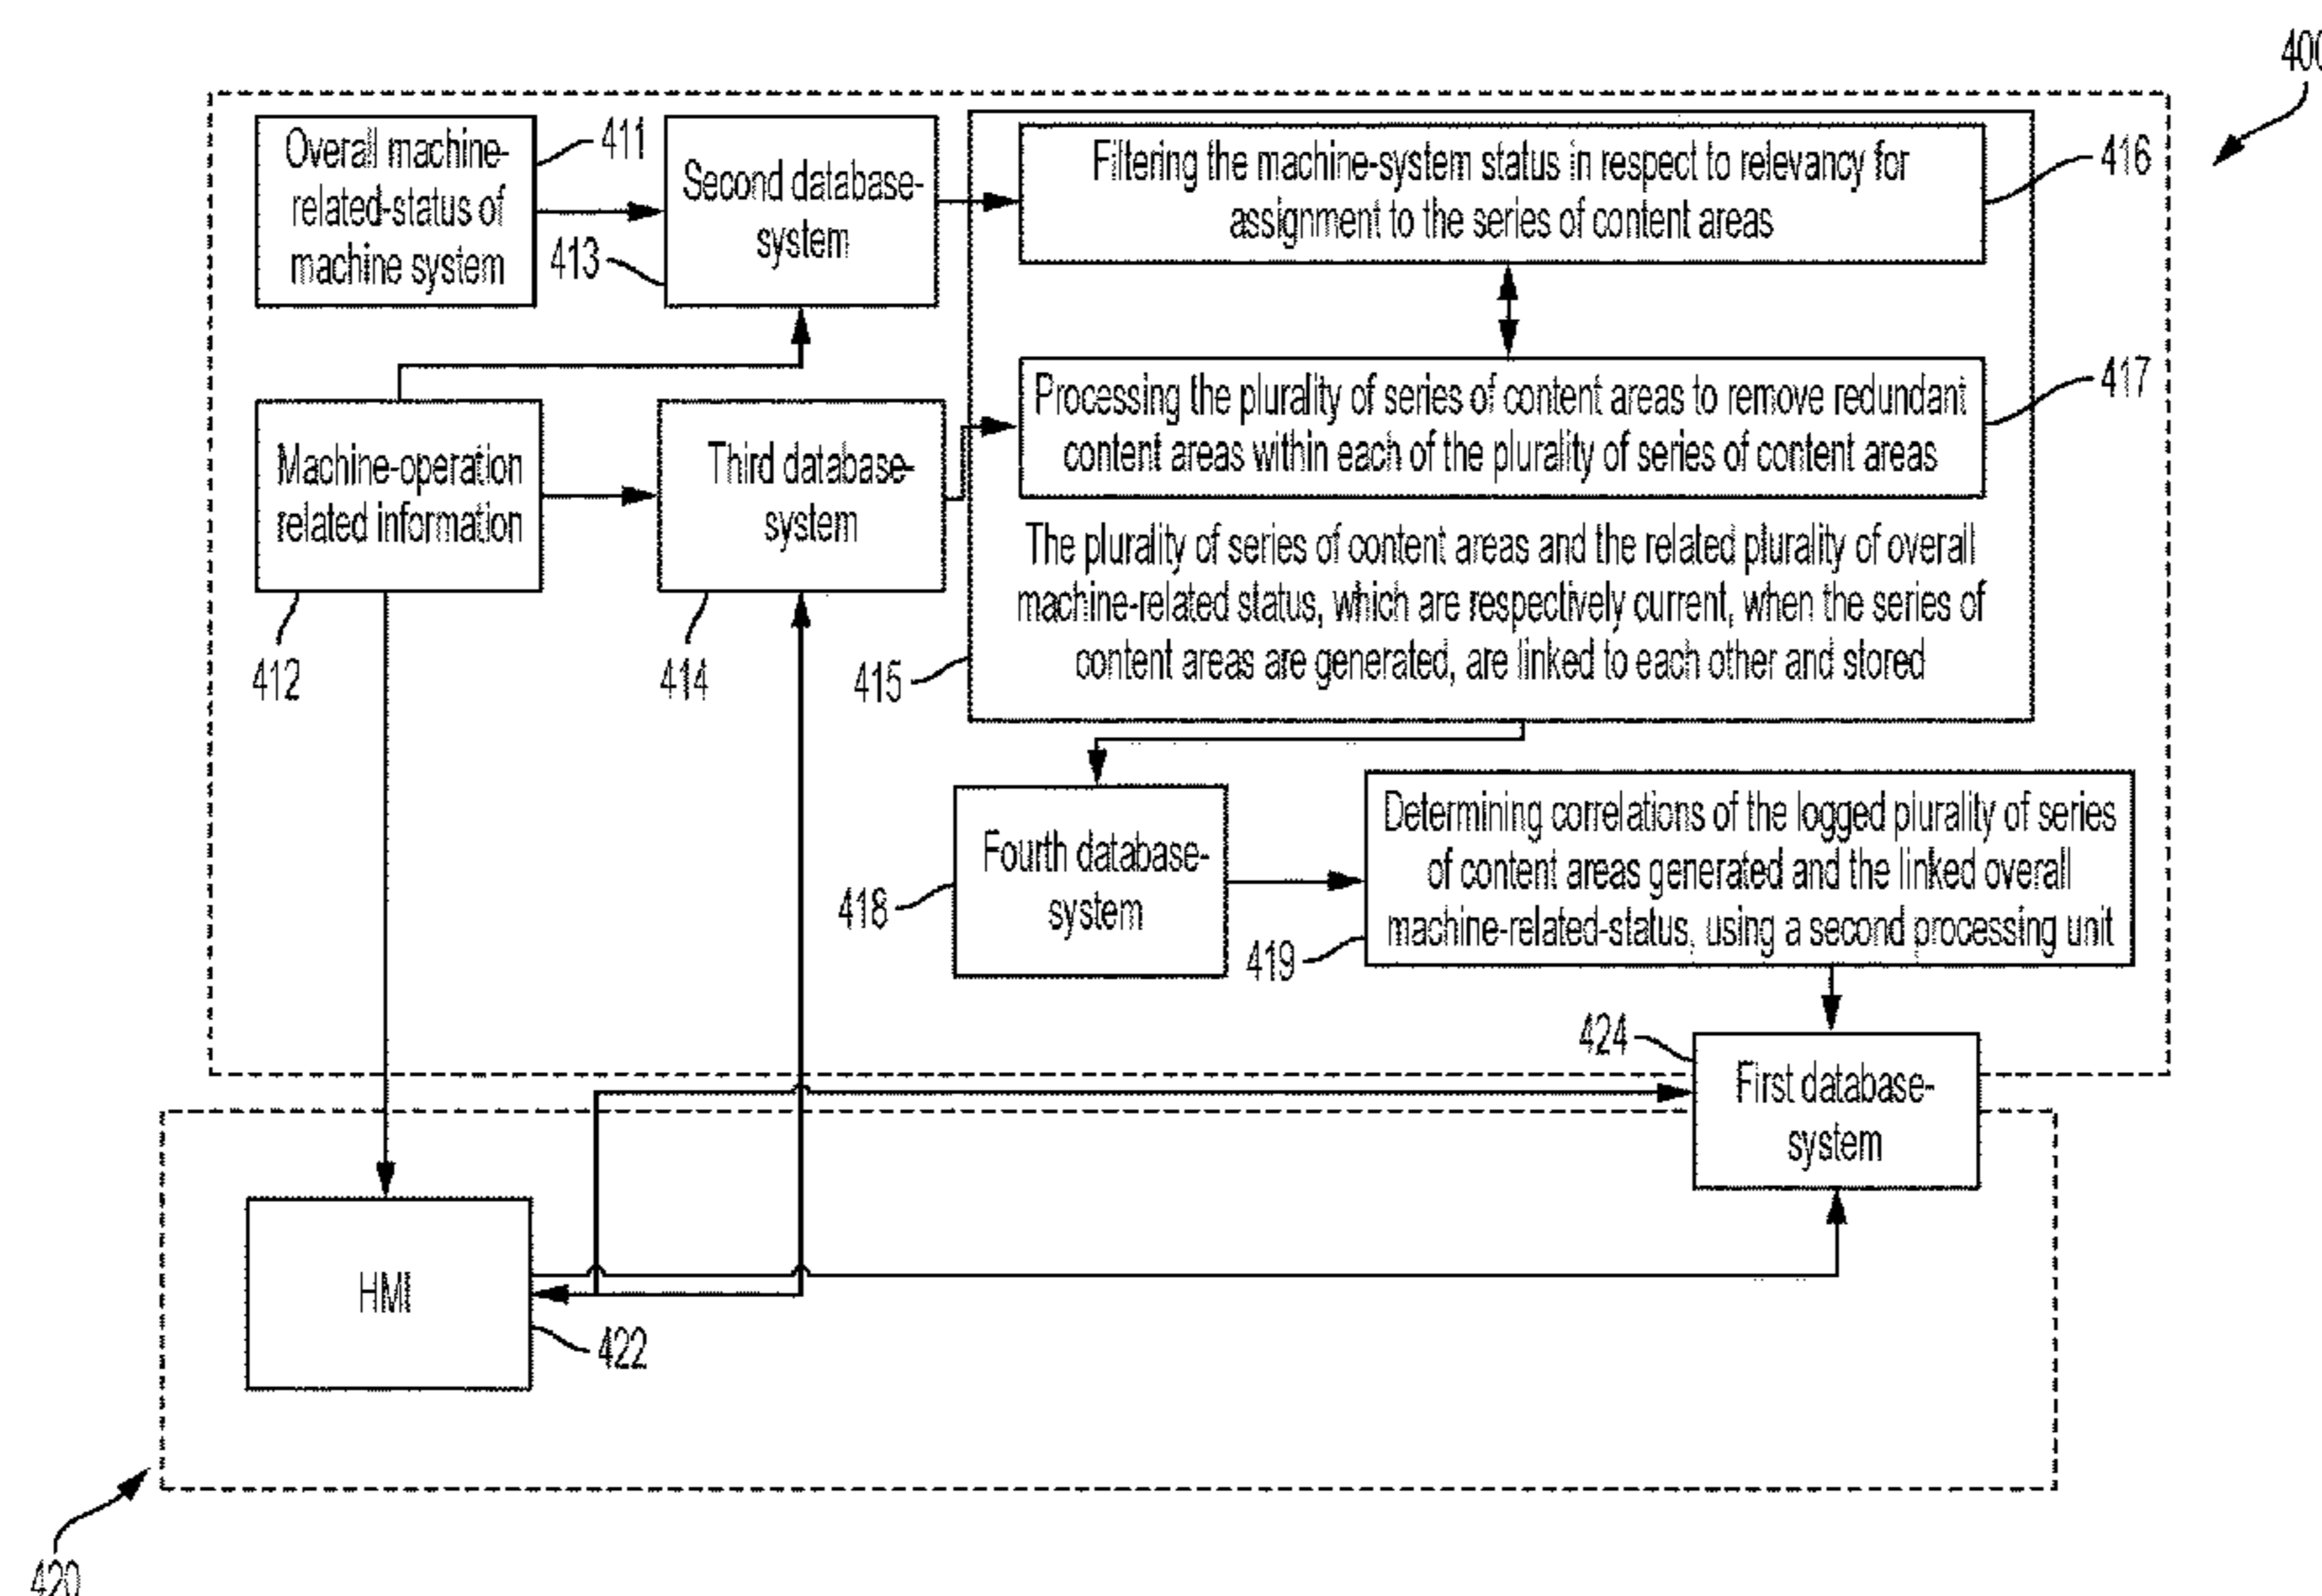 400
Overall machine-
related-status of
machine system
411
Second database-
system
413
Filtering the machine-system status in respect to relevancy for
assignment to the series of content areas
416
Machine-operation
related information
412
Third database-
system
414
Processing the plurality of series of content areas to remove redundant
content areas within each of the plurality of series of content areas
417
The plurality of series of content areas and the related plurality of overall
machine-related status, which are respectively current, when the series of
content areas are generated, are linked to each other and stored
415
Fourth database-
system
418
Determining correlations of the logged plurality of series
of content areas generated and the linked overall
machine-related-status, using a second processing unit
419
424
First database-
system
HMI
422
420